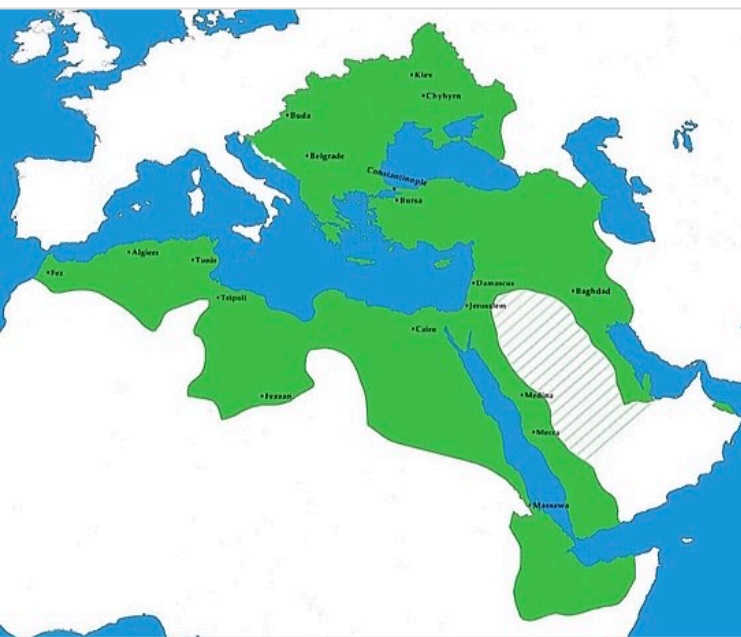 Kiev
Chyhyrn
Buda
Belgrade
Constantinople
Bursa
Algiers
Tunis
Fez
Tripoli
Damascus
Baghdad
Jerusalem
Cairo
Fezzan
Medina
Mecca
Massawa